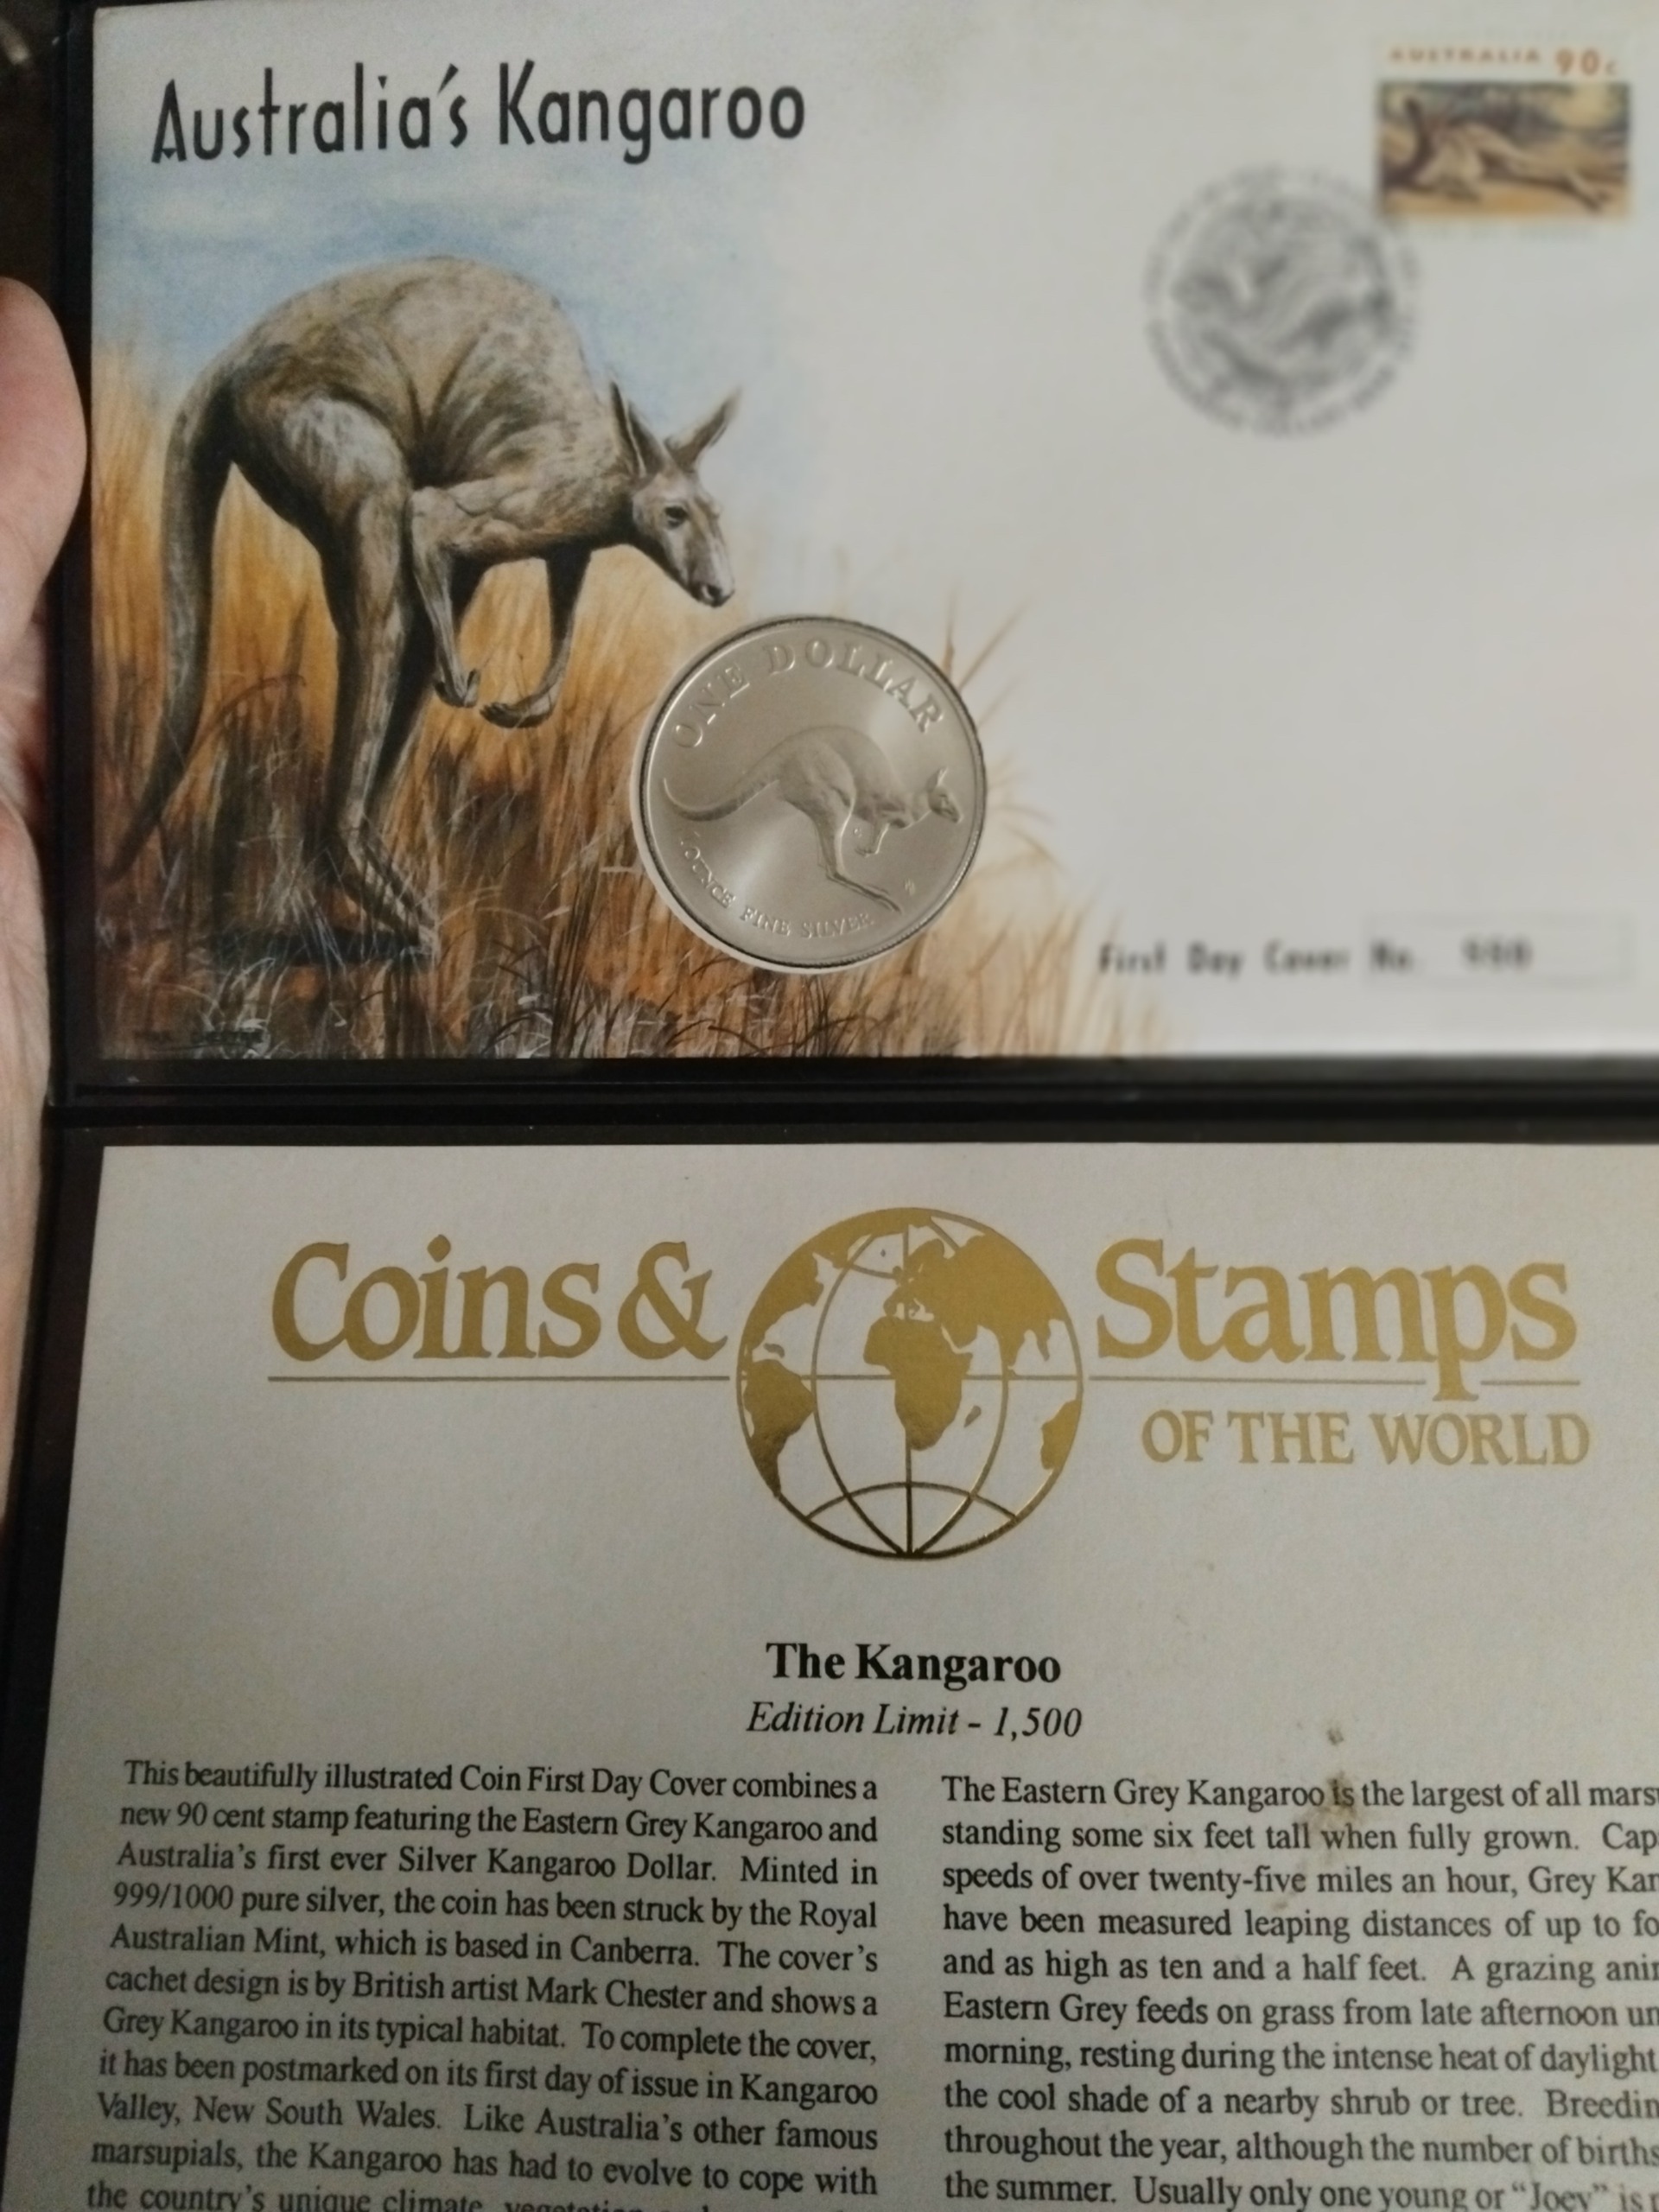 Australia's Kangaroo
AUSTRALIA 90c
ONE DOLLAR
OUNCE FINE SILVER
First Day Cover No.
Coins & Stamps
OF THE WORLD
The Kangaroo
Edition Limit - 1,500
This beautifully illustrated Coin First Day Cover combines a
new 90 cent stamp featuring the Eastern Grey Kangaroo and
Australia's first ever Silver Kangaroo Dollar. Minted in
999/1000 pure silver, the coin has been struck by the Royal
Australian Mint, which is based in Canberra. The cover's
cachet design is by British artist Mark Chester and shows a
Grey Kangaroo in its typical habitat. To complete the cover,
it has been postmarked on its first day of issue in Kangaroo
Valley, New South Wales. Like Australia's other famous
marsupials, the Kangaroo has had to evolve to cope with
the country's unique climate, vegetation
The Eastern Grey Kangaroo is the largest of all mars
standing some six feet tall when fully grown. Cap
speeds of over twenty-five miles an hour, Grey Kan
have been measured leaping distances of up to fo
and as high as ten and a half feet. A grazing ani
Eastern Grey feeds on grass from late afternoon un
morning, resting during the intense heat of daylight
the cool shade of a nearby shrub or tree. Breedin
throughout the year, although the number of births
the summer. Usually only one young or "Joey" is